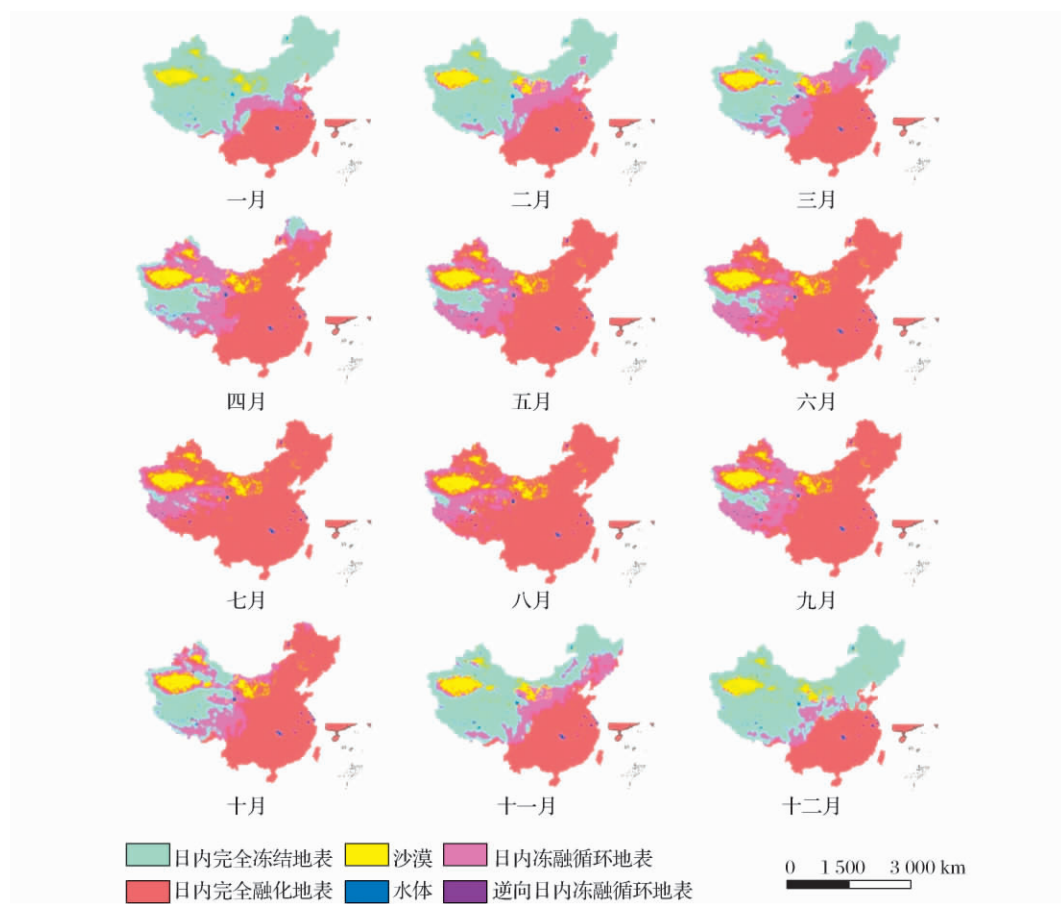 一月 二月 三月
四月 五月 六月
七月 八月 九月
十月 十一月 十二月
日内完全冻结地表 沙漠 日内冻融循环地表
日内完全融化地表 水体 逆向日内冻融循环地表
0 1 500 3 000 km